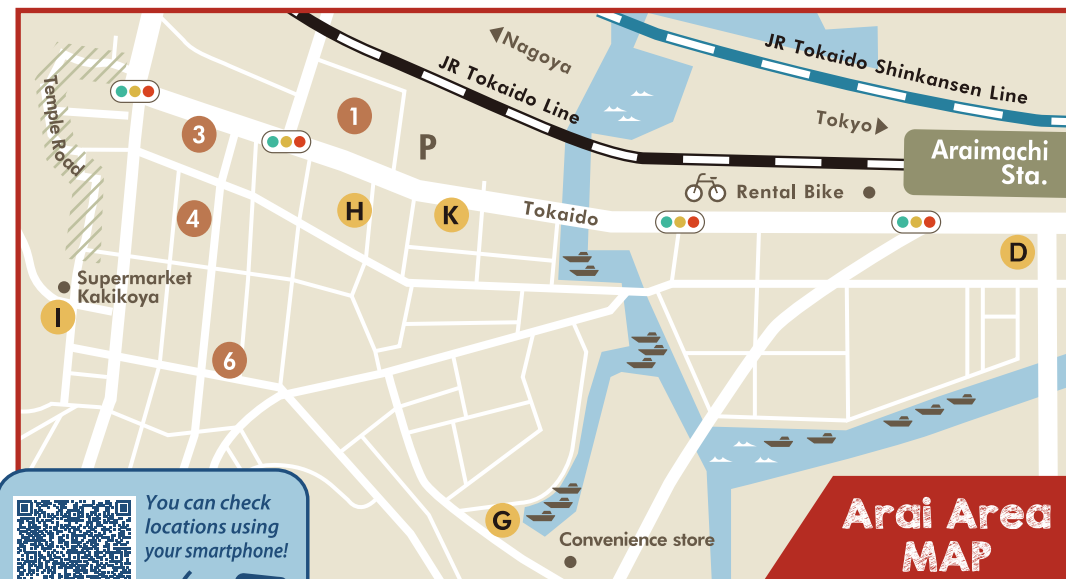 Nagoya
JR Tokaido Line
JR Tokaido Shinkansen Line
Tokyo
Araimachi
Sta.
Temple Road
1
3
P
Rental Bike
4
H
K
Tokaido
D
Supermarket
Kakikoya
I
6
G
Convenience store
You can check
locations using
your smartphone!
Arai Area
MAP